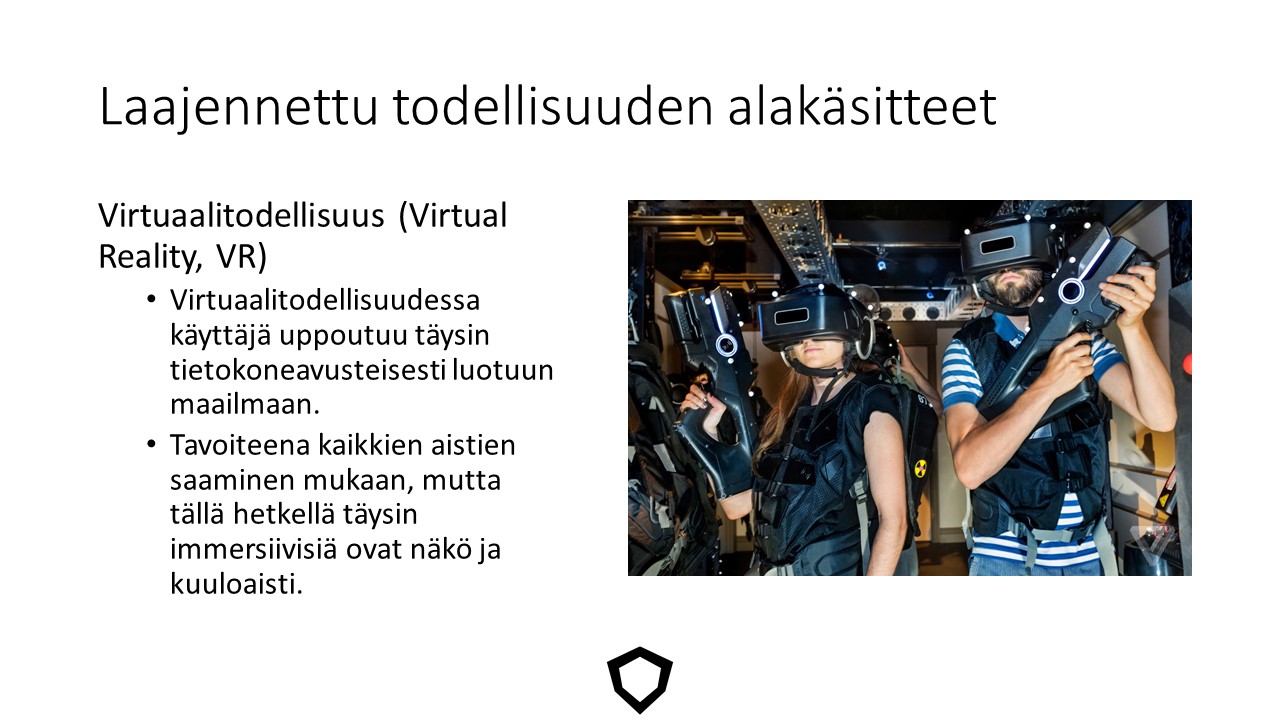 Laajennettu todellisuuden alakäsitteet
Virtuaalitodellisuus (Virtual
Reality, VR)
• Virtuaalitodellisuudessa
käyttäjä uppoutuu täysin
tietokoneavusteisesti luotuun
maailmaan.
• Tavoiteena kaikkien aistien
saaminen mukaan, mutta
tällä hetkellä täysin
immersiivisiä ovat näkö ja
kuuloaisti.